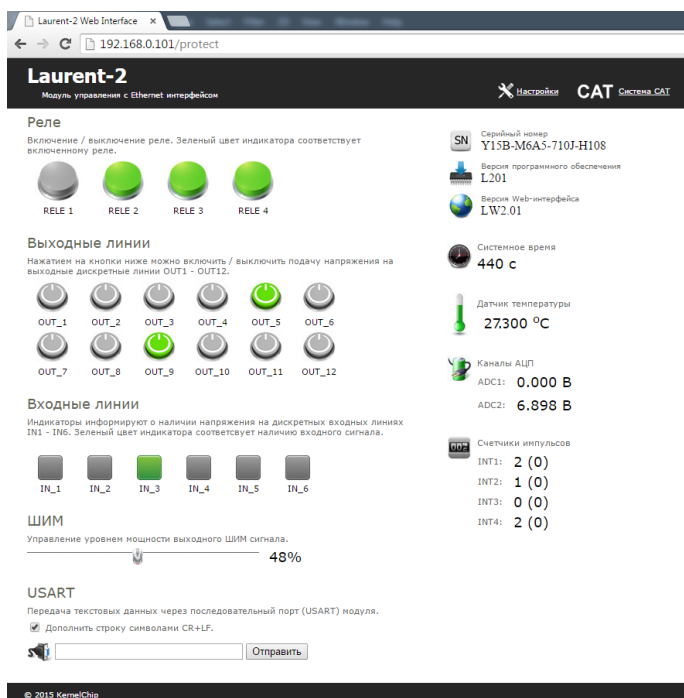 Laurent-2 Web Interface
192.168.0.101/protect
Laurent-2
Модуль управления с Ethernet интерфейсом
Настройки
CAT Система CAT
Реле
Включение / выключение реле. Зеленый цвет индикатора соответствует
включенному реле.
RELE 1 RELE 2 RELE 3 RELE 4
Выходные линии
Нажатием на кнопки ниже можно включить / выключить подачу напряжения на
выходные дискретные линии OUT1 - OUT12.
OUT_1 OUT_2 OUT_3 OUT_4 OUT_5 OUT_6
OUT_7 OUT_8 OUT_9 OUT_10 OUT_11 OUT_12
Входные линии
Индикаторы информируют о наличии напряжения на дискретных входных линиях
IN1 - IN6. Зеленый цвет индикатора соответсвует наличию входного сигнала.
IN_1 IN_2 IN_3 IN_4 IN_5 IN_6
ШИМ
Управление уровнем мощности выходного ШИМ сигнала.
48%
USART
Передача текстовых данных через последовательный порт (USART) модуля.
Дополнить строку символами CR+LF.
Отправить
SN
Серийный номер
Y15B-M6A5-710J-H108
Версия программного обеспечения
L201
Версия Web-интерфейса
LW2.01
Системное время
440 с
Датчик температуры
27.300 ºC
Каналы АЦП
ADC1: 0.000 В
ADC2: 6.898 В
002
Счетчики импульсов
INT1: 2 (0)
INT2: 1 (0)
INT3: 0 (0)
INT4: 2 (0)
© 2015 KernelChip